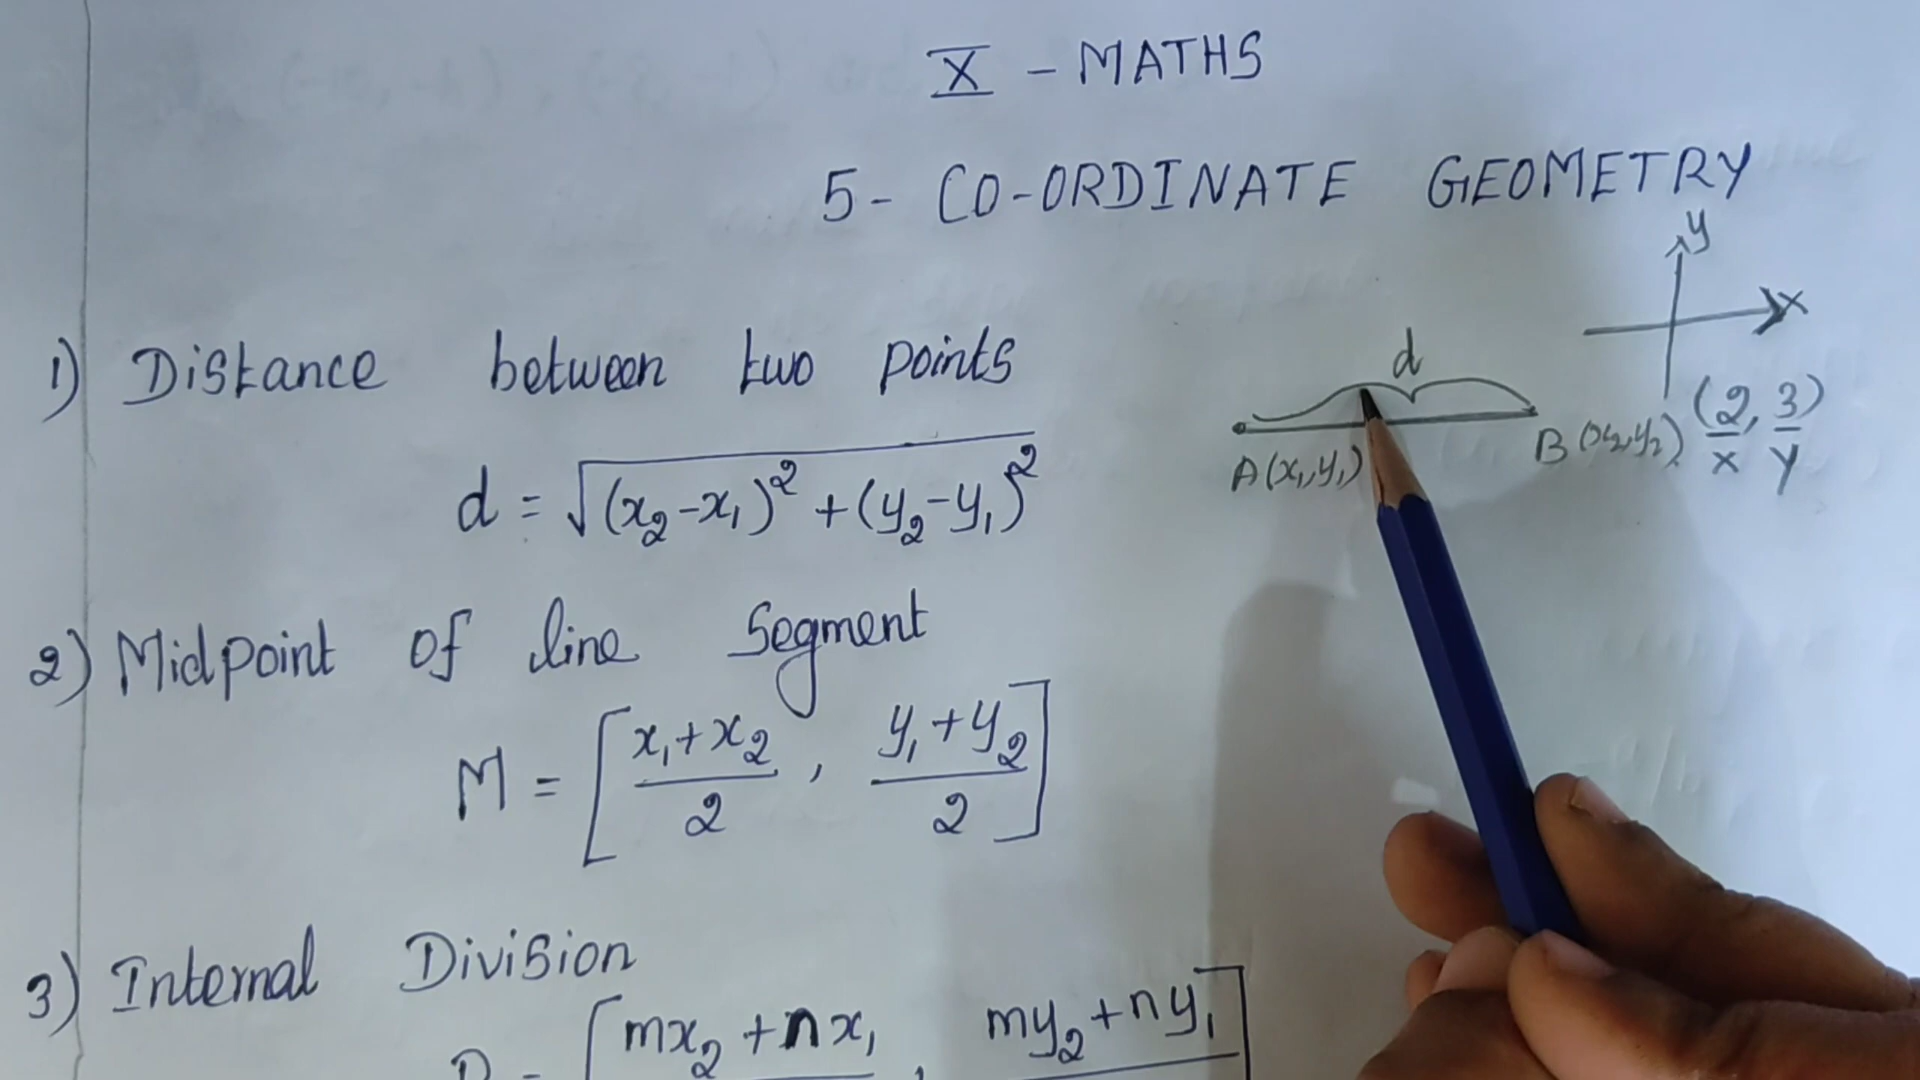 X - MATHS
5 - CO-ORDINATE GEOMETRY
y
x
1) Distance between two points
d
A(x₁,y₁)
B(x₂,y₂)
(2, 3)
x y
d = √(x₂-x₁)² + (y₂-y₁)²
2) Midpoint of line Segment
M = [x₁+x₂/2, y₁+y₂/2]
3) Internal Division
[mx₂+nx₁, my₂+ny₁]